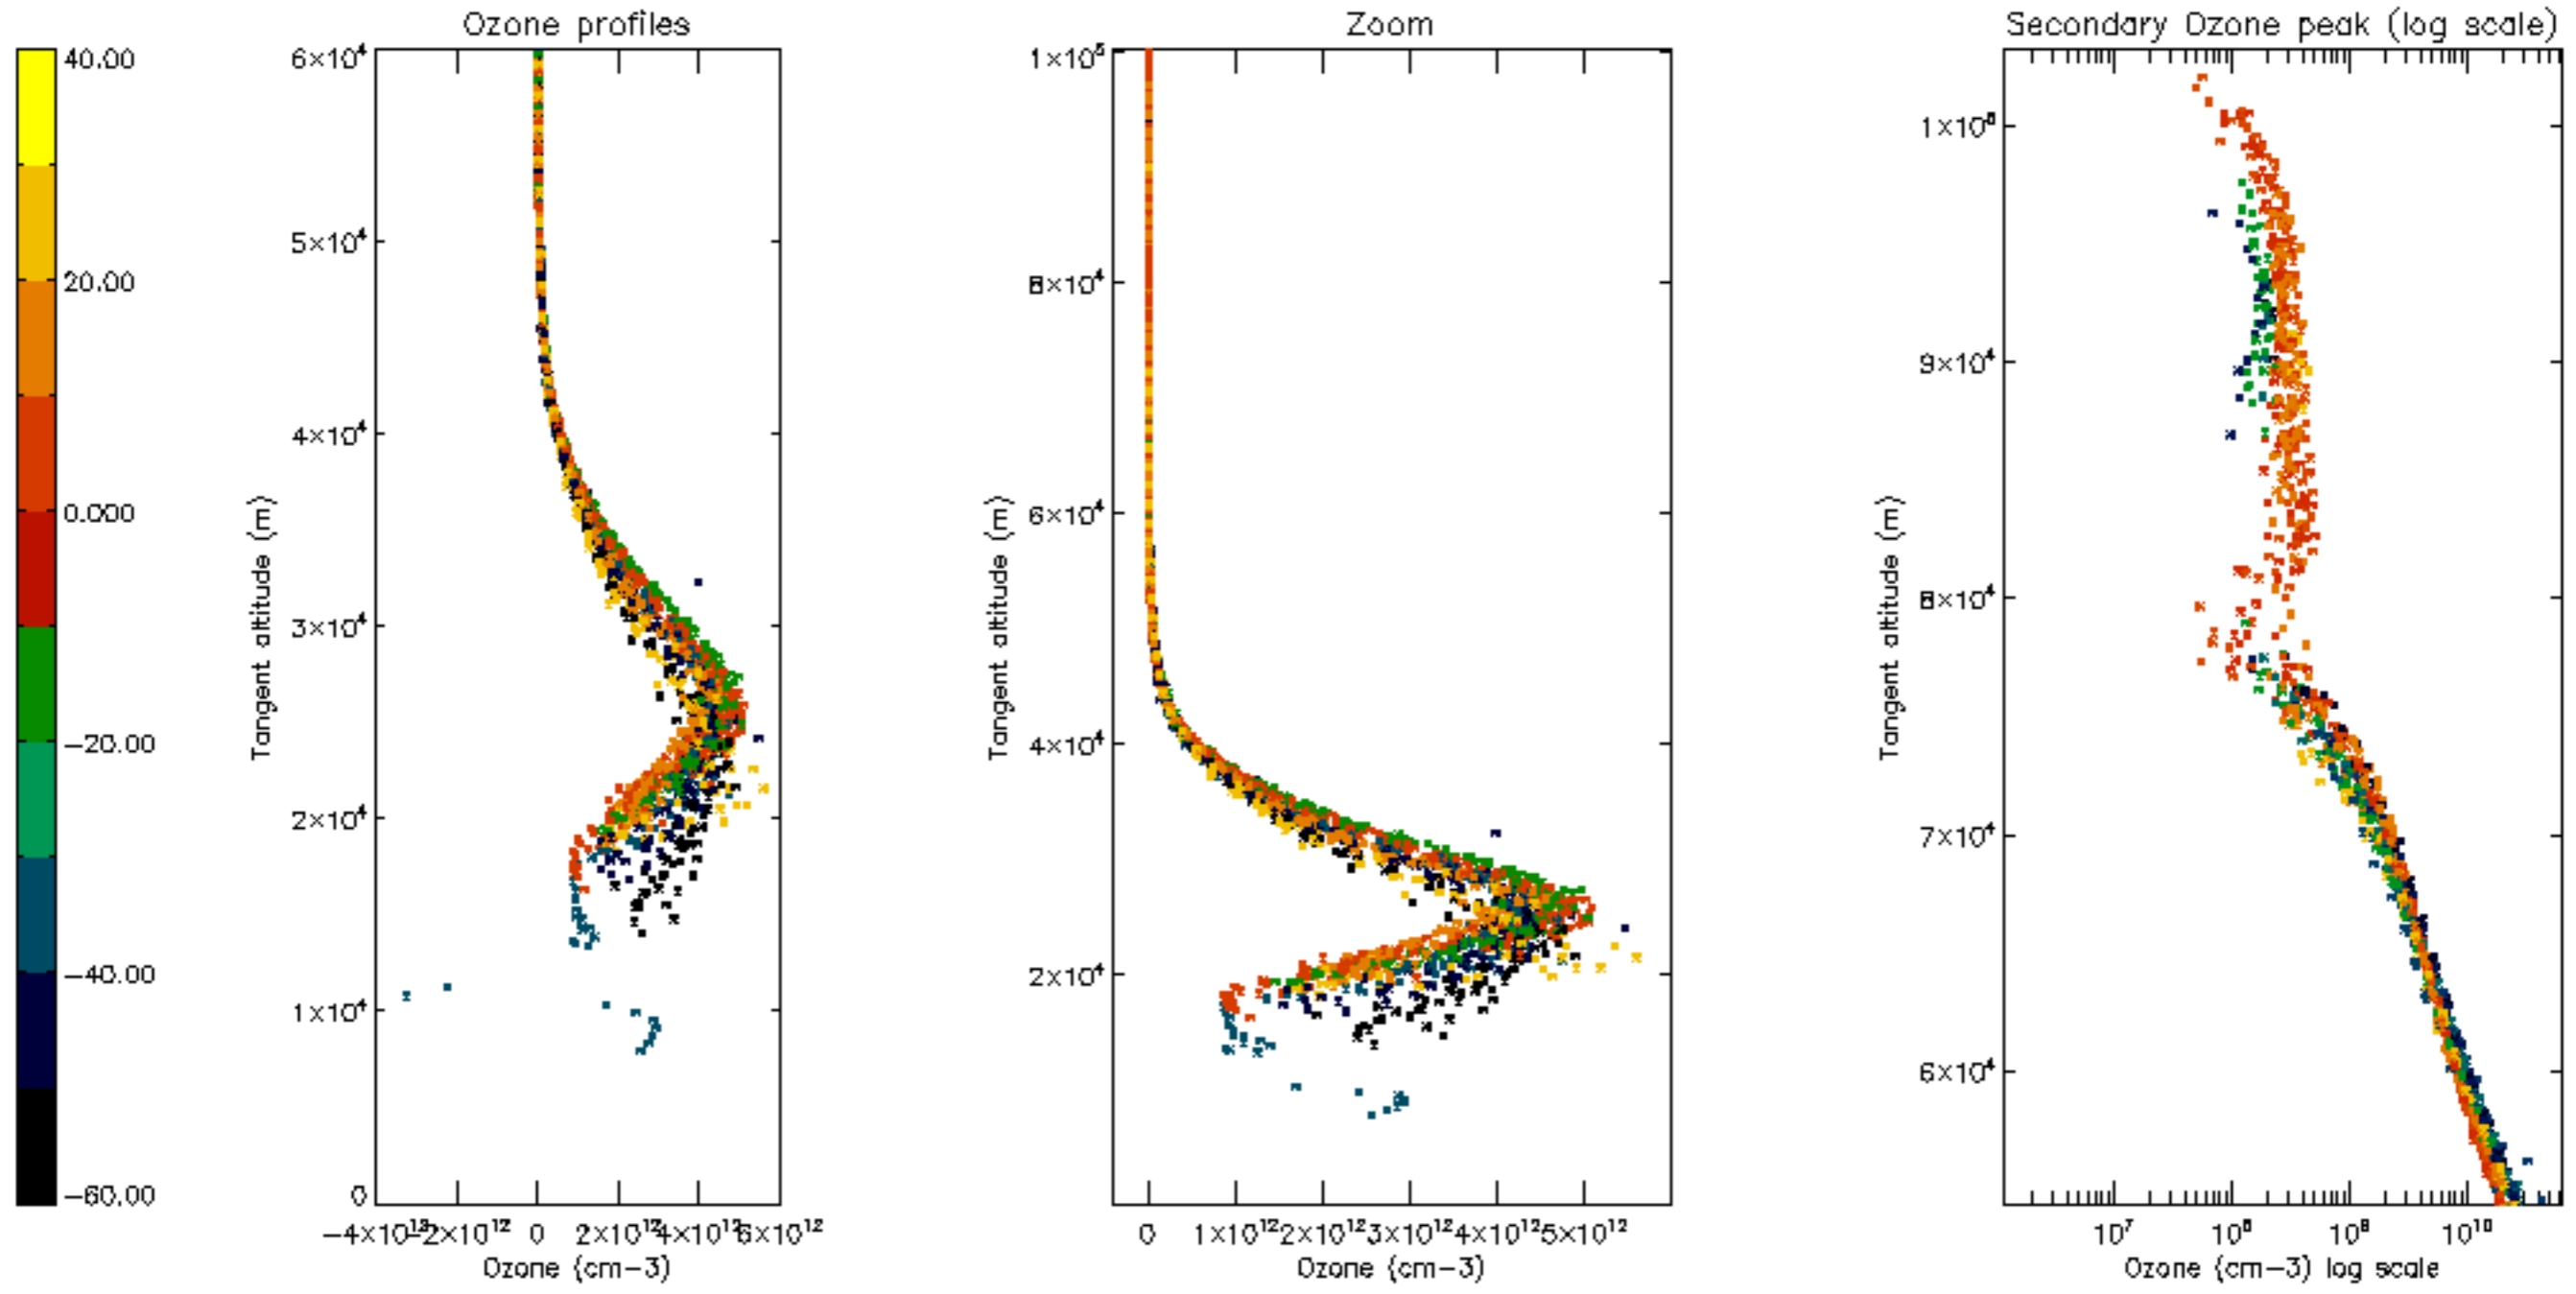 Ozone profiles
Zoom
Secondary Ozone peak (log scale)
40.00
20.00
0.000
-20.00
-40.00
-60.00
6×10⁴
5×10⁴
4×10⁴
3×10⁴
2×10⁴
1×10⁴
0
Tangent altitude (m)
-4×10¹² -2×10¹² 0 2×10¹² 4×10¹² 6×10¹²
Ozone (cm-3)
1×10⁵
8×10⁴
6×10⁴
4×10⁴
2×10⁴
Tangent altitude (m)
0 1×10¹² 2×10¹² 3×10¹² 4×10¹² 5×10¹²
Ozone (cm-3)
1×10⁵
9×10⁴
8×10⁴
7×10⁴
6×10⁴
Tangent altitude (m)
10⁷ 10⁸ 10⁹ 10¹⁰
Ozone (cm-3) log scale